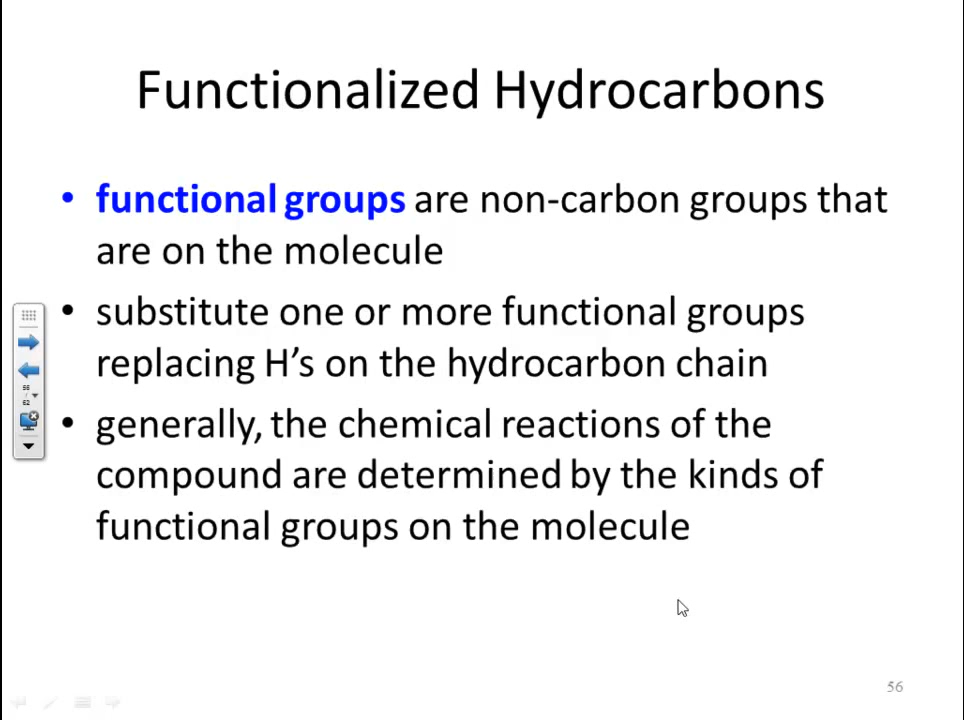 Functionalized Hydrocarbons
• functional groups are non-carbon groups that
are on the molecule
• substitute one or more functional groups
replacing H’s on the hydrocarbon chain
• generally, the chemical reactions of the
compound are determined by the kinds of
functional groups on the molecule
56
/
62
56